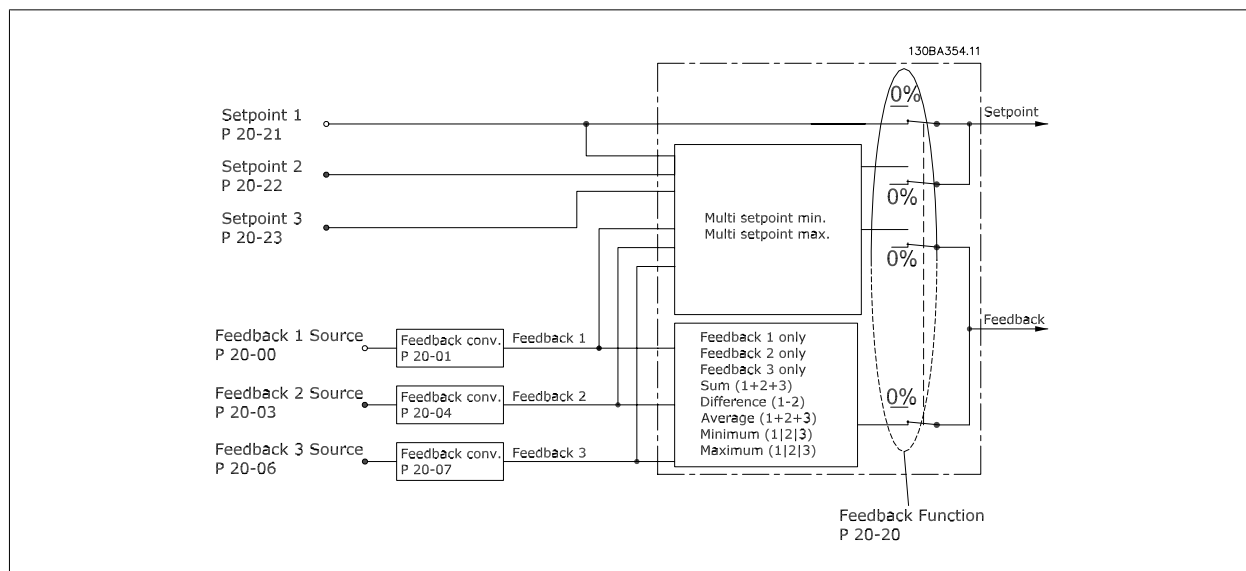 130BA354.11
0%
Setpoint 1
P 20-21
Setpoint
Setpoint 2
P 20-22
0%
Setpoint 3
P 20-23
Multi setpoint min.
Multi setpoint max.
0%
Feedback 1 Source
P 20-00
Feedback conv.
P 20-01
Feedback 1
Feedback
Feedback 2 Source
P 20-03
Feedback conv.
P 20-04
Feedback 2
Feedback 3 Source
P 20-06
Feedback conv.
P 20-07
Feedback 3
Feedback 1 only
Feedback 2 only
Feedback 3 only
Sum (1+2+3)
Difference (1-2)
Average (1+2+3)
Minimum (1|2|3)
Maximum (1|2|3)
0%
Feedback Function
P 20-20